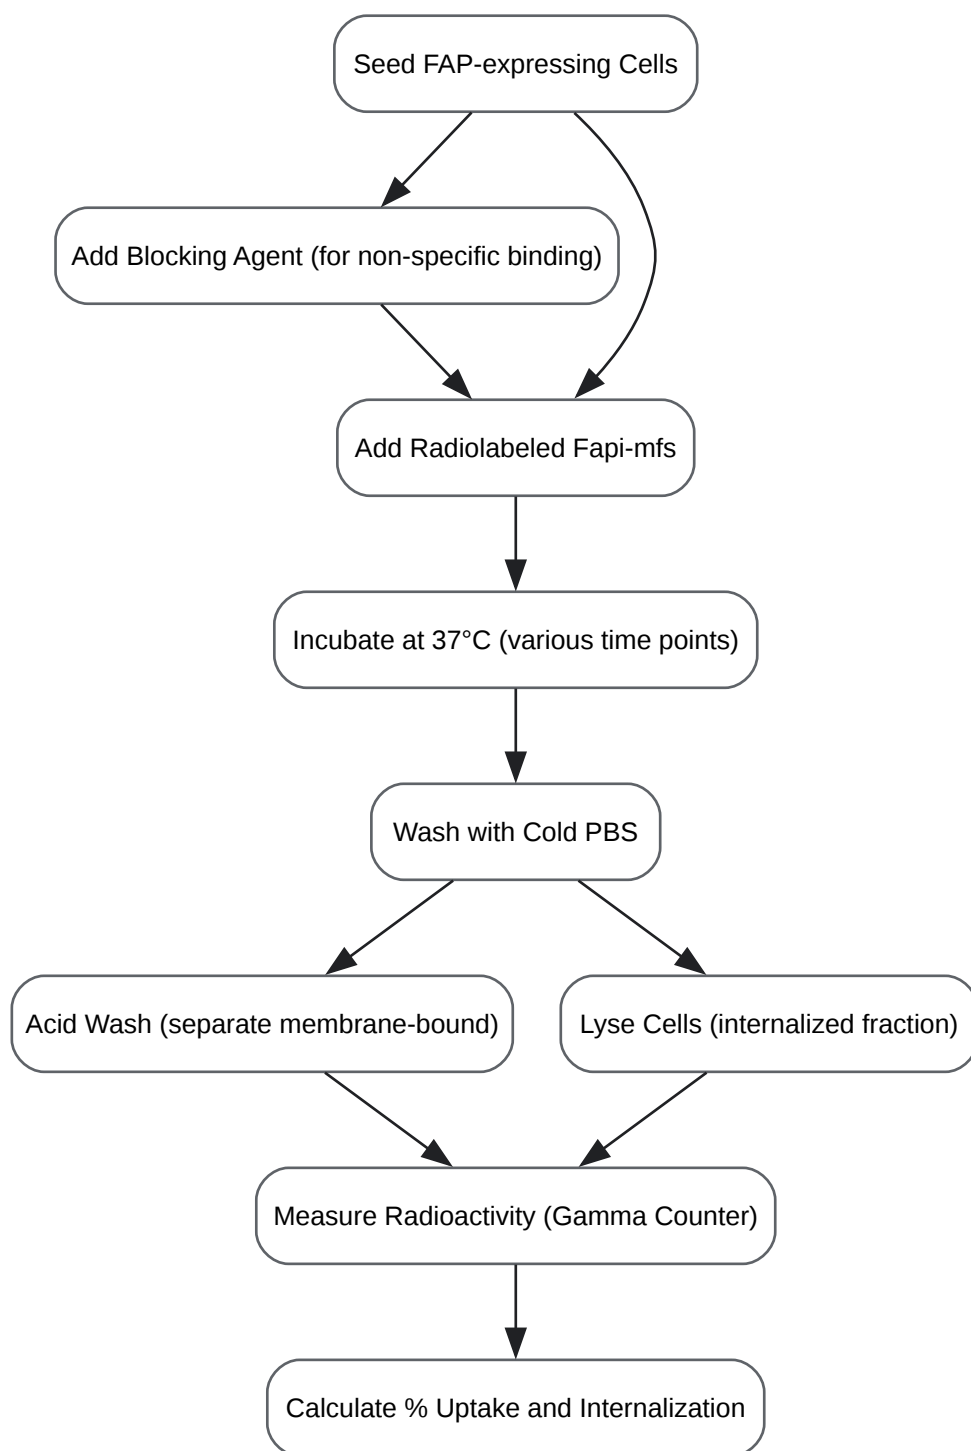 Seed FAP-expressing Cells
Add Blocking Agent (for non-specific binding)
Add Radiolabeled Fapi-mfs
Incubate at 37°C (various time points)
Wash with Cold PBS
Acid Wash (separate membrane-bound)
Lyse Cells (internalized fraction)
Measure Radioactivity (Gamma Counter)
Calculate % Uptake and Internalization